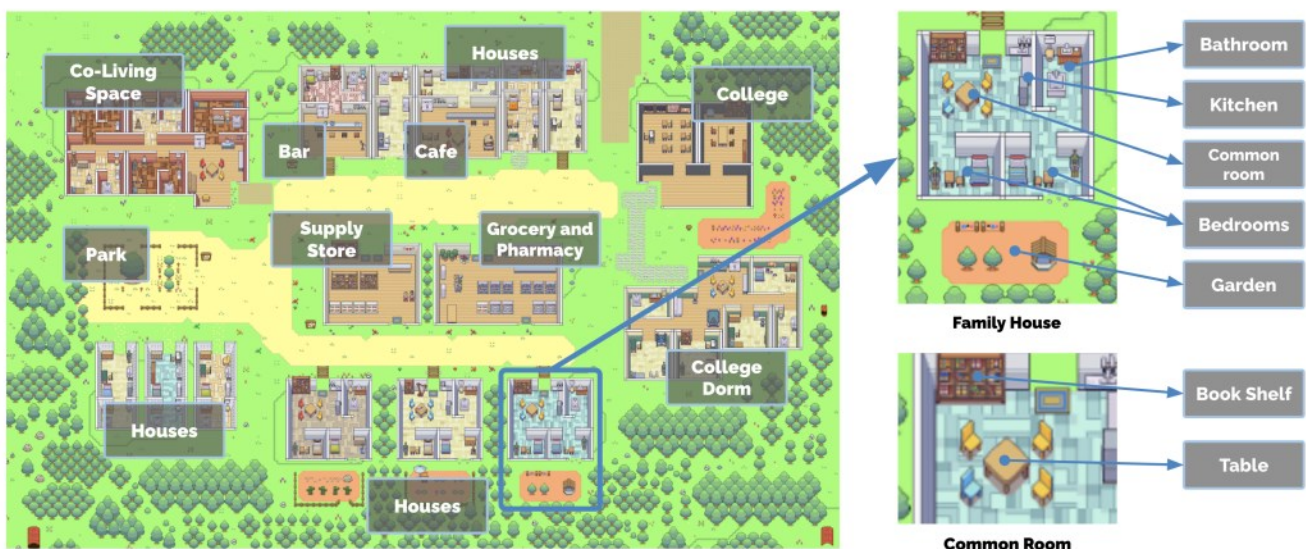 Co-Living
Space
Houses
College
Bar
Cafe
Park
Supply
Store
Grocery and
Pharmacy
Houses
College
Dorm
Houses
Bathroom
Kitchen
Common
room
Bedrooms
Garden
Family House
Book Shelf
Table
Common Room